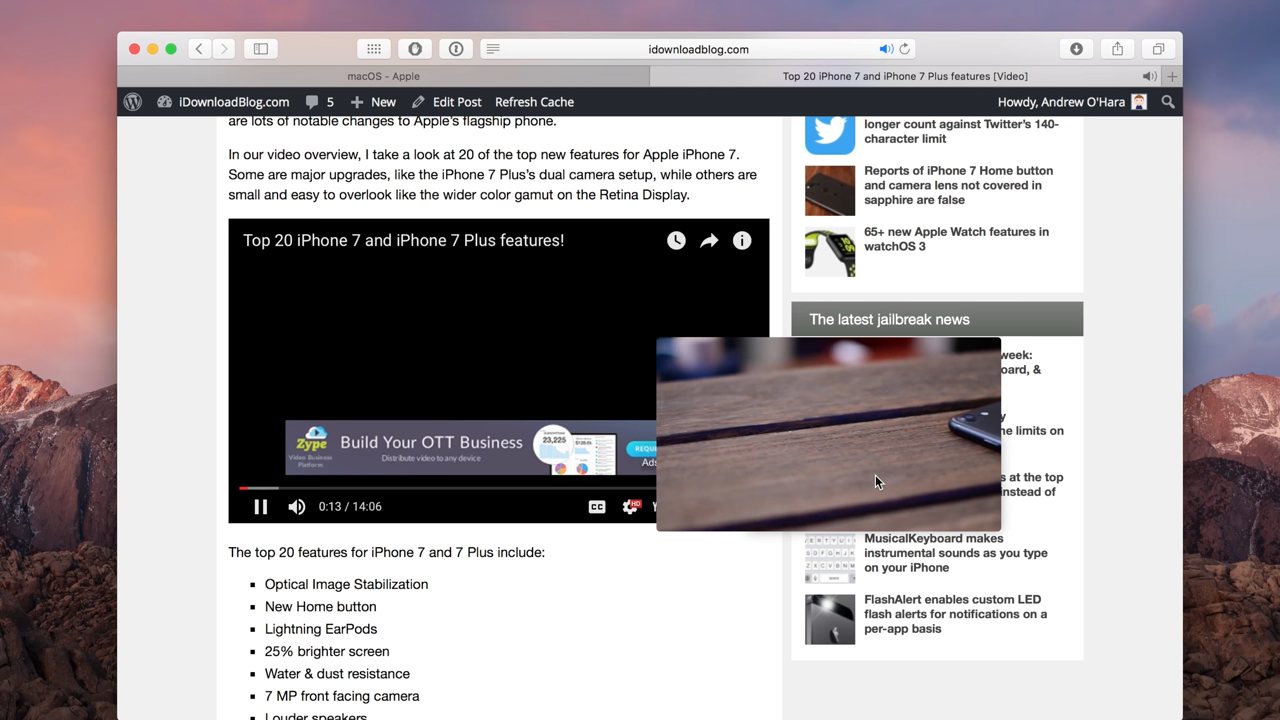 idownloadblog.com
macOS - Apple
Top 20 iPhone 7 and iPhone 7 Plus features [Video]
iDownloadBlog.com
5
New
Edit Post
Refresh Cache
Howdy, Andrew O'Hara
are lots of notable changes to Apple's flagship phone.
In our video overview, I take a look at 20 of the top new features for Apple iPhone 7.
Some are major upgrades, like the iPhone 7 Plus's dual camera setup, while others are
small and easy to overlook like the wider color gamut on the Retina Display.
Top 20 iPhone 7 and iPhone 7 Plus features!
Zype
Video Business
Platform
Build Your OTT Business
Distribute video to any device
23,225
REQU
Ads
0:13 / 14:06
CC
HD
The top 20 features for iPhone 7 and 7 Plus include:
▪ Optical Image Stabilization
▪ New Home button
▪ Lightning EarPods
▪ 25% brighter screen
▪ Water & dust resistance
▪ 7 MP front facing camera
▪ Louder speakers
longer count against Twitter's 140-
character limit
Reports of iPhone 7 Home button
and camera lens not covered in
sapphire are false
65+ new Apple Watch features in
watchOS 3
The latest jailbreak news
week:
oard, &
y
ne limits on
s at the top
instead of
MusicalKeyboard makes
instrumental sounds as you type
on your iPhone
FlashAlert enables custom LED
flash alerts for notifications on a
per-app basis